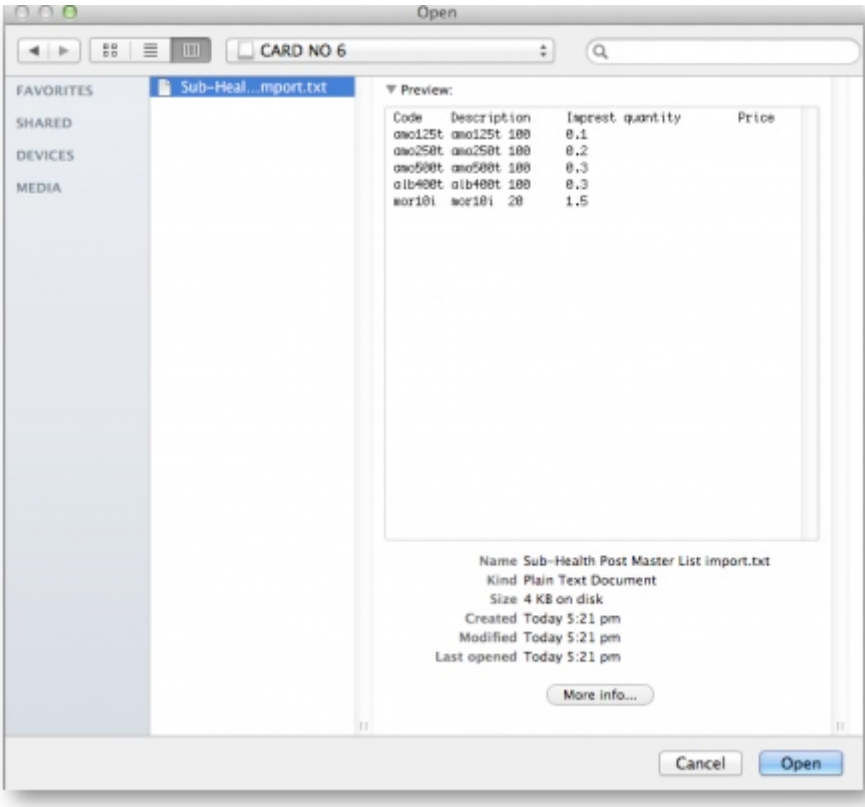 Open
CARD NO 6
FAVORITES
SHARED
DEVICES
MEDIA
Sub-Heal...mport.txt
Preview:
Code Description Imprest quantity Price
amo125t amo125t 100 0.1
amo250t amo250t 100 0.2
amo500t amo500t 100 0.3
alb400t alb400t 100 0.3
mor10i mor10i 20 1.5
Name Sub-Health Post Master List import.txt
Kind Plain Text Document
Size 4 KB on disk
Created Today 5:21 pm
Modified Today 5:21 pm
Last opened Today 5:21 pm
More info...
Cancel Open